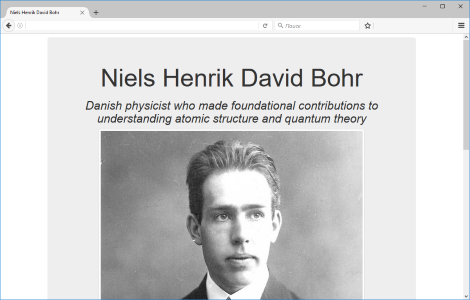 Niels Henrik David Bohr
Поиск
Niels Henrik David Bohr
Danish physicist who made foundational contributions to
understanding atomic structure and quantum theory